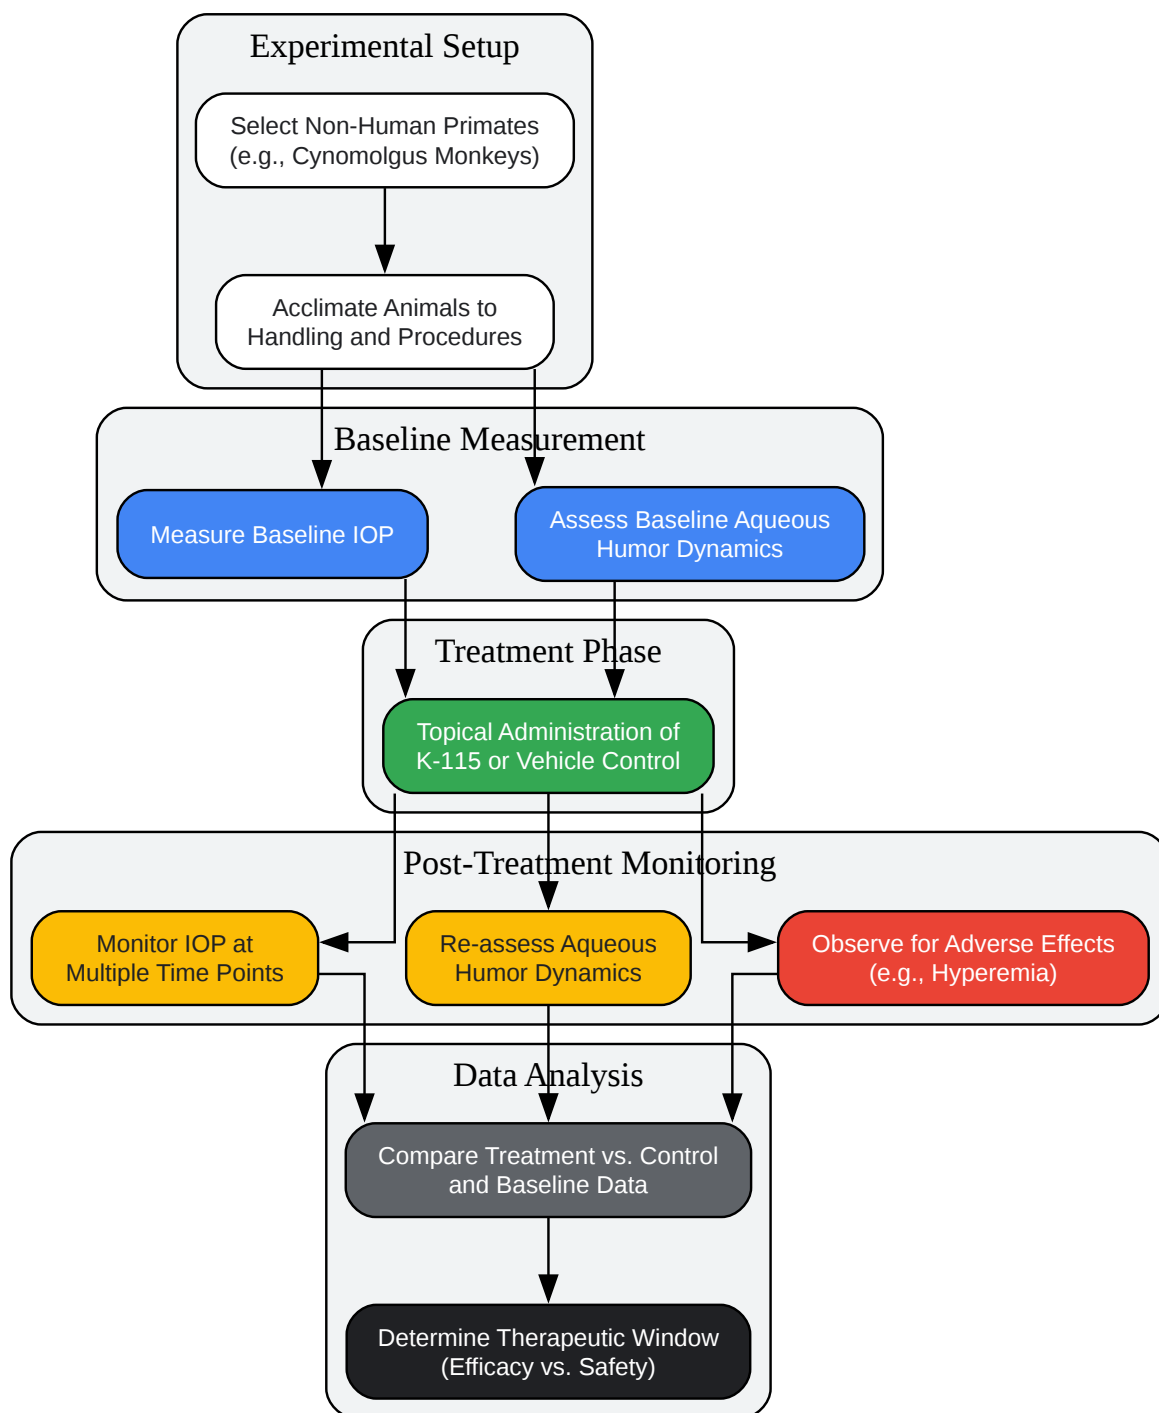 Experimental Setup
Select Non-Human Primates
(e.g., Cynomolgus Monkeys)
Acclimate Animals to
Handling and Procedures
Baseline Measurement
Measure Baseline IOP
Assess Baseline Aqueous
Humor Dynamics
Treatment Phase
Topical Administration of
K-115 or Vehicle Control
Post-Treatment Monitoring
Monitor IOP at
Multiple Time Points
Re-assess Aqueous
Humor Dynamics
Observe for Adverse Effects
(e.g., Hyperemia)
Data Analysis
Compare Treatment vs. Control
and Baseline Data
Determine Therapeutic Window
(Efficacy vs. Safety)